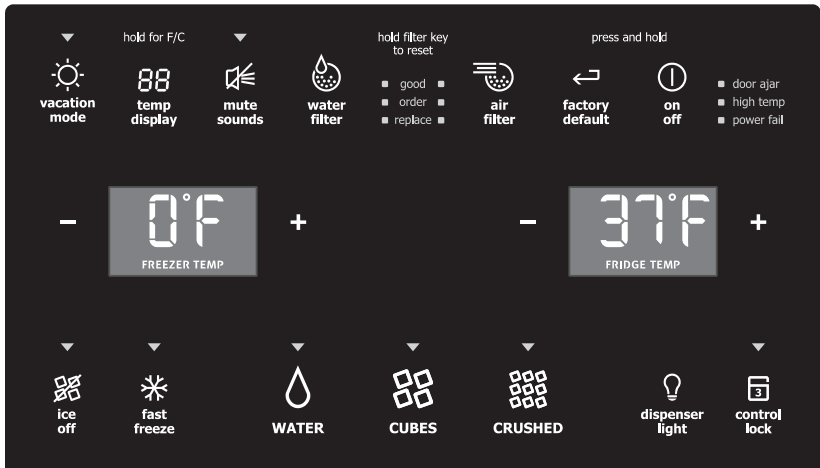 hold for F/C
hold filter key
to reset
press and hold
88
vacation
mode
temp
display
mute
sounds
water
filter
good
order
replace
air
filter
factory
default
on
off
door ajar
high temp
power fail
− 0°F +
FREEZER TEMP
− 37°F +
FRIDGE TEMP
ice
off
fast
freeze
WATER
CUBES
CRUSHED
dispenser
light
3
control
lock